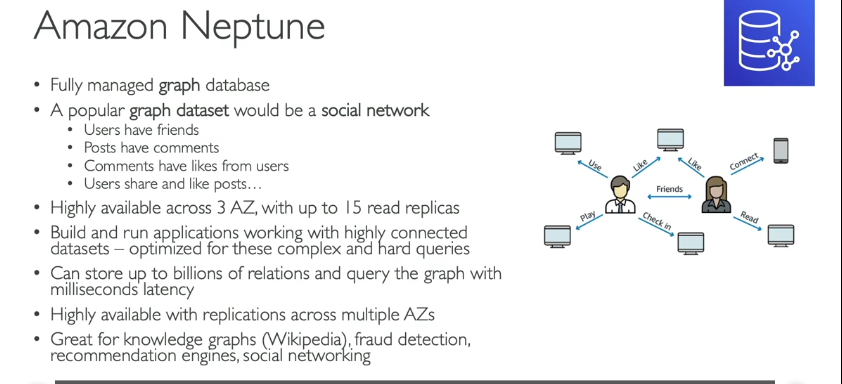 Amazon Neptune
• Fully managed graph database
• A popular graph dataset would be a social network
• Users have friends
• Posts have comments
• Comments have likes from users
• Users share and like posts…
• Highly available across 3 AZ, with up to 15 read replicas
• Build and run applications working with highly connected
datasets – optimized for these complex and hard queries
• Can store up to billions of relations and query the graph with
milliseconds latency
• Highly available with replications across multiple AZs
• Great for knowledge graphs (Wikipedia), fraud detection,
recommendation engines, social networking
Use
Like
Like
Connect
Friends
Play
Check in
Read